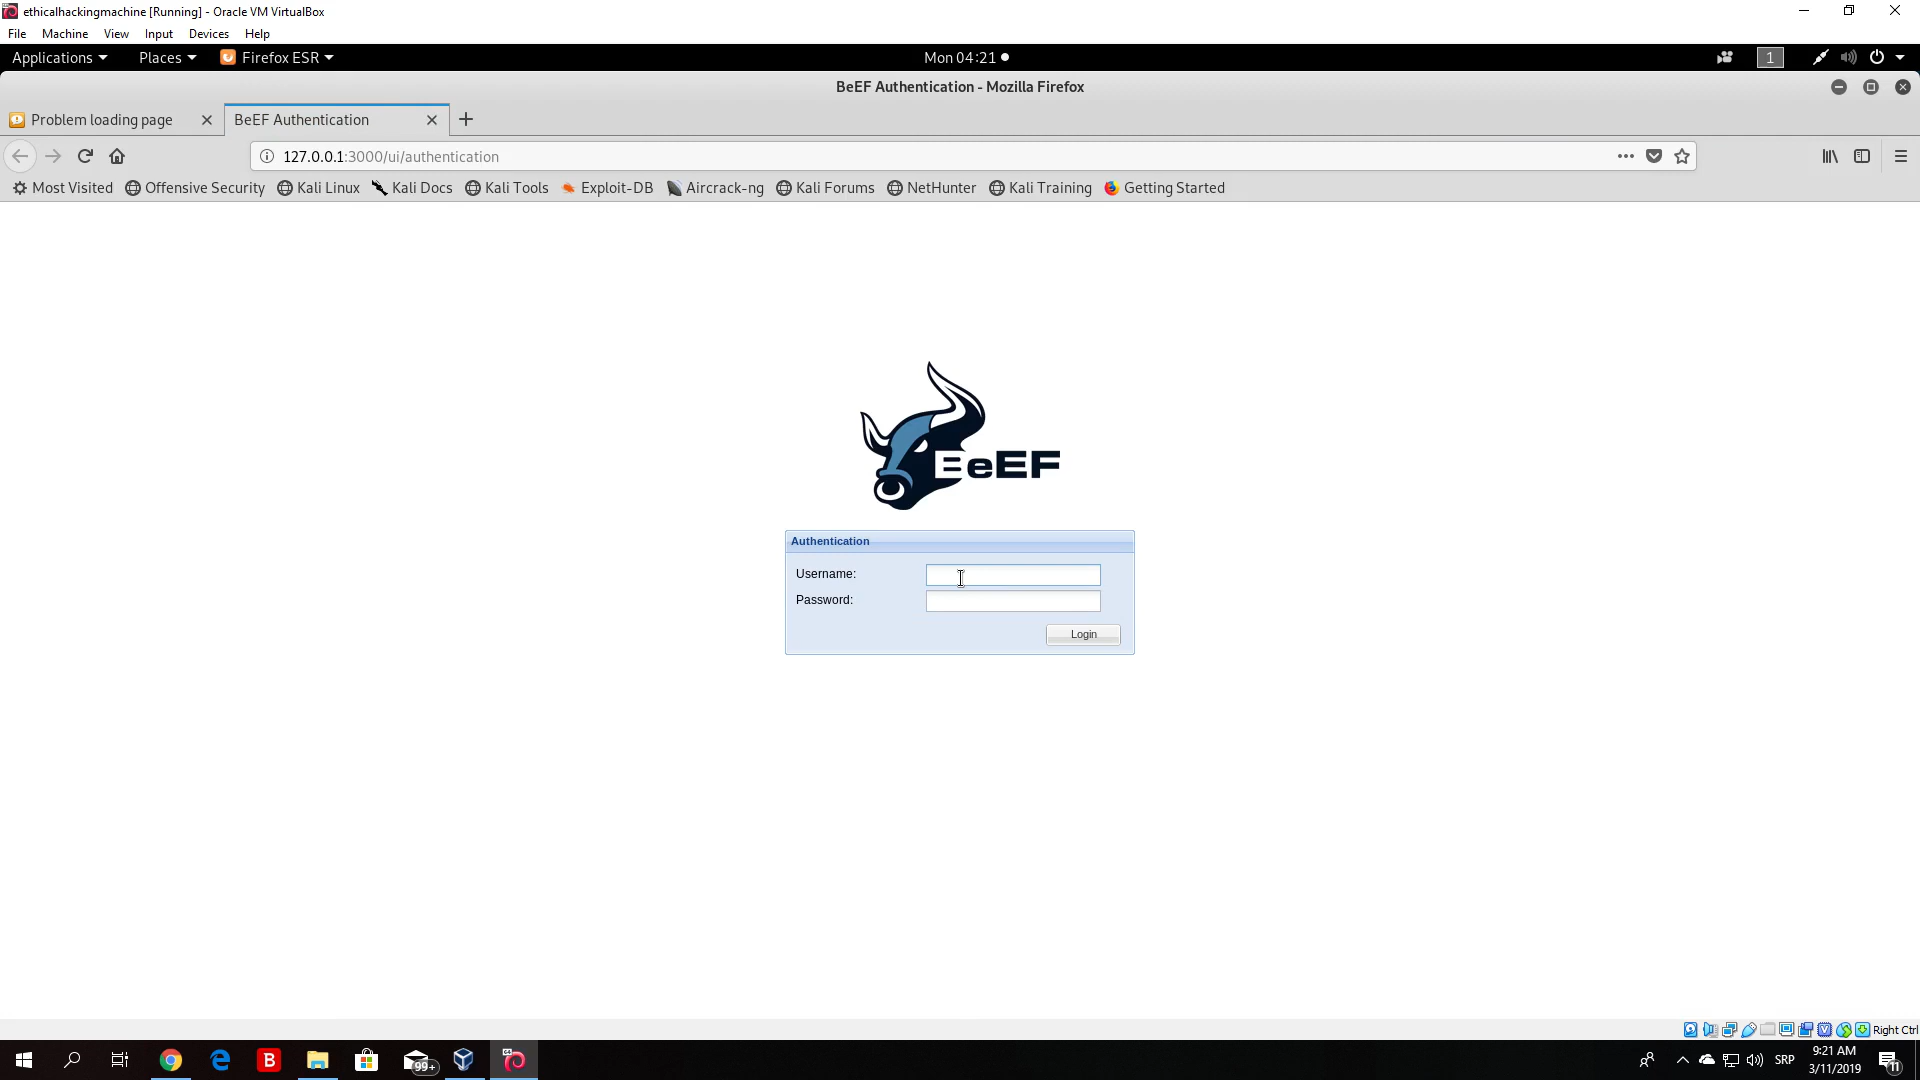 ethicalhackingmachine [Running] - Oracle VM VirtualBox
File Machine View Input Devices Help
Applications Places Firefox ESR Mon 04:21 1
BeEF Authentication - Mozilla Firefox
Problem loading page BeEF Authentication
127.0.0.1:3000/ui/authentication
Most Visited Offensive Security Kali Linux Kali Docs Kali Tools Exploit-DB Aircrack-ng Kali Forums NetHunter Kali Training Getting Started
BeEF
Authentication
Username:
Password:
Login
Right Ctrl
99+ SRP 9:21 AM
3/11/2019 11